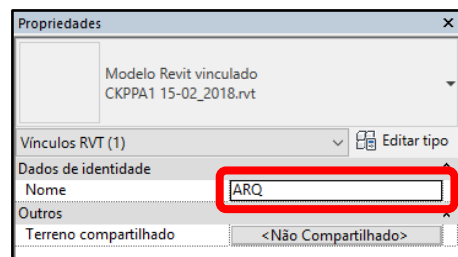 Propriedades
Modelo Revit vinculado
CKPPA1 15-02_2018.rvt
Vínculos RVT (1) Editar tipo
Dados de identidade
Nome ARQ
Outros
Terreno compartilhado <Não Compartilhado>